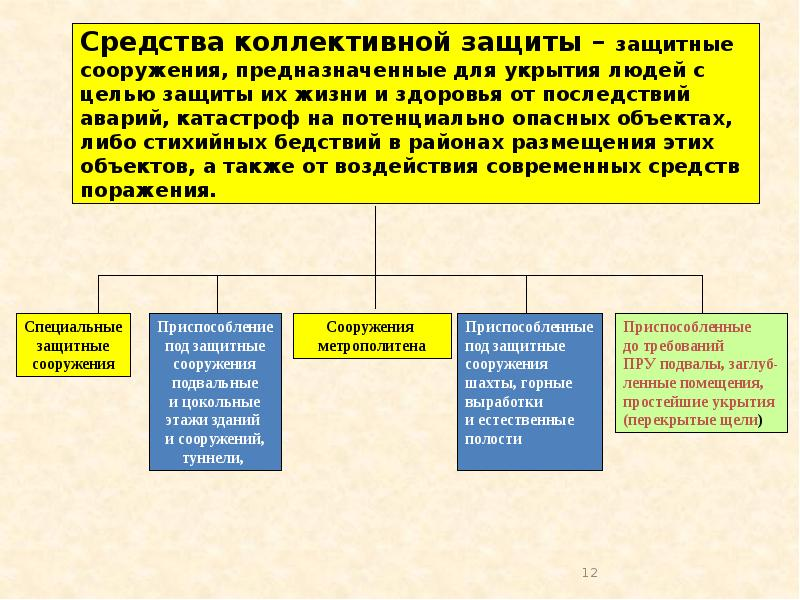 Средства коллективной защиты – защитные
сооружения, предназначенные для укрытия людей с
целью защиты их жизни и здоровья от последствий
аварий, катастроф на потенциально опасных объектах,
либо стихийных бедствий в районах размещения этих
объектов, а также от воздействия современных средств
поражения.
Специальные
защитные
сооружения
Приспособление
под защитные
сооружения
подвальные
и цокольные
этажи зданий
и сооружений,
туннели,
Сооружения
метрополитена
Приспособленные
под защитные
сооружения
шахты, горные
выработки
и естественные
полости
Приспособленные
до требований
ПРУ подвалы, заглуб-
ленные помещения,
простейшие укрытия
(перекрытые щели)
12